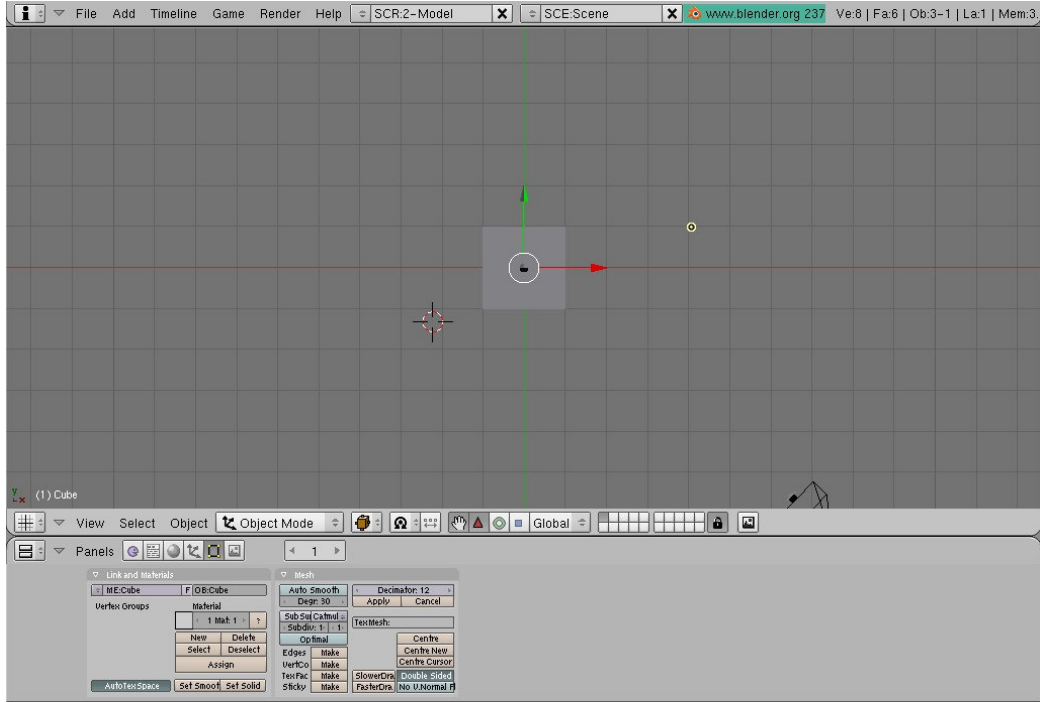 File Add Timeline Game Render Help SCR:2-Model SCE:Scene www.blender.org 237 Ve:8 | Fa:6 | Ob:3-1 | La:1 | Mem:3.
y
x (1) Cube
View Select Object Object Mode Global
Panels 1
Link and Materials
ME:Cube F OB:Cube
Vertex Groups Material
1 Mat: 1 ?
New Delete
Select Deselect
Assign
AutoTexSpace Set Smoot Set Solid
Mesh
Auto Smooth Decimator: 12
Degr: 30 Apply Cancel
Sub Su Catmul
Subdiv: 1 1 TexMesh:
Optimal Centre
Edges Make Centre New
VertCo Make Centre Cursor
TexFac Make SlowerDra Double Sided
Sticky Make FasterDra No V.Normal F